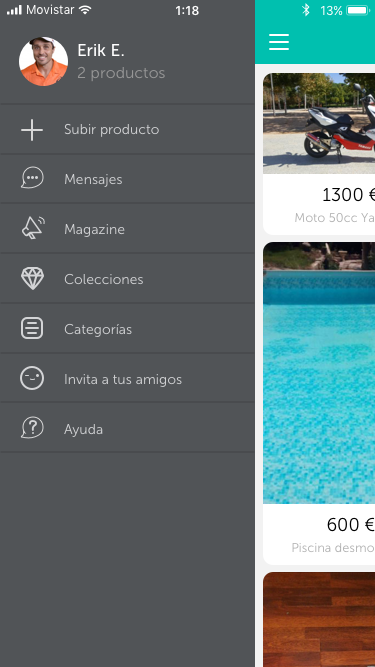 Movistar 1:18 13%
Erik E.
2 productos
Subir producto
Mensajes
Magazine
Colecciones
Categorías
Invita a tus amigos
Ayuda
1300 €
Moto 50cc Ya
600 €
Piscina desmo